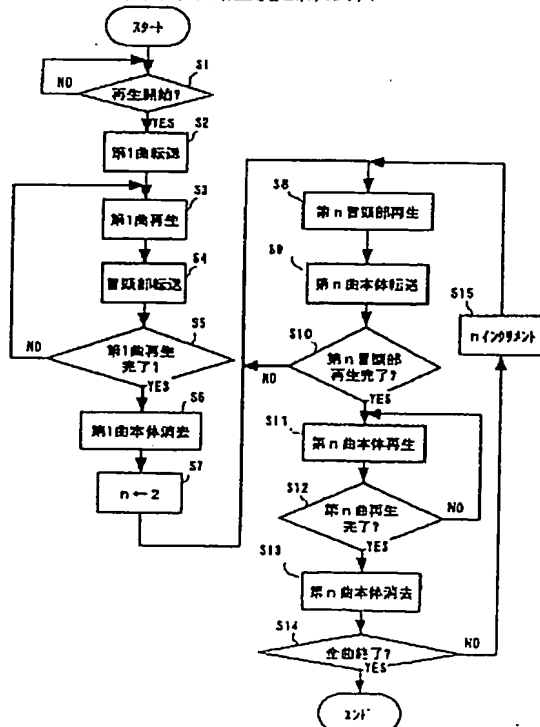 スタート
S1
再生開始?
NO
YES
S2
第1曲転送
S3
第1曲再生
S4
冒頭部転送
S5
第1曲再生
完了?
NO
YES
S6
第1曲本体消去
S7
n←2
S8
第n冒頭部再生
S9
第n曲本体転送
S10
第n冒頭部
再生完了?
NO
YES
S11
第n曲本体再生
S12
第n曲再生
完了?
NO
YES
S13
第n曲本体消去
S14
全曲終了?
NO
YES
S15
nインクリメント
エンド